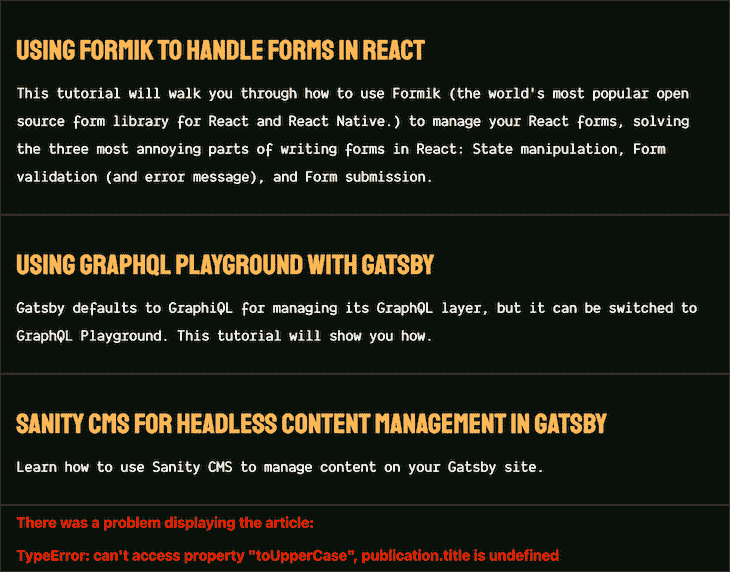 USING FORMIK TO HANDLE FORMS IN REACT
This tutorial will walk you through how to use Formik (the world's most popular open
source form library for React and React Native.) to manage your React forms, solving
the three most annoying parts of writing forms in React: State manipulation, Form
validation (and error message), and Form submission.
USING GRAPHQL PLAYGROUND WITH GATSBY
Gatsby defaults to GraphiQL for managing its GraphQL layer, but it can be switched to
GraphQL Playground. This tutorial will show you how.
SANITY CMS FOR HEADLESS CONTENT MANAGEMENT IN GATSBY
Learn how to use Sanity CMS to manage content on your Gatsby site.
There was a problem displaying the article:
TypeError: can't access property "toUpperCase", publication.title is undefined